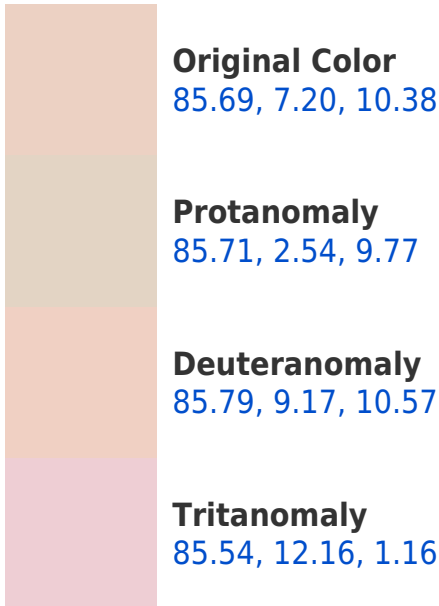 Original Color
85.69, 7.20, 10.38
Protanomaly
85.71, 2.54, 9.77
Deuteranomaly
85.79, 9.17, 10.57
Tritanomaly
85.54, 12.16, 1.16